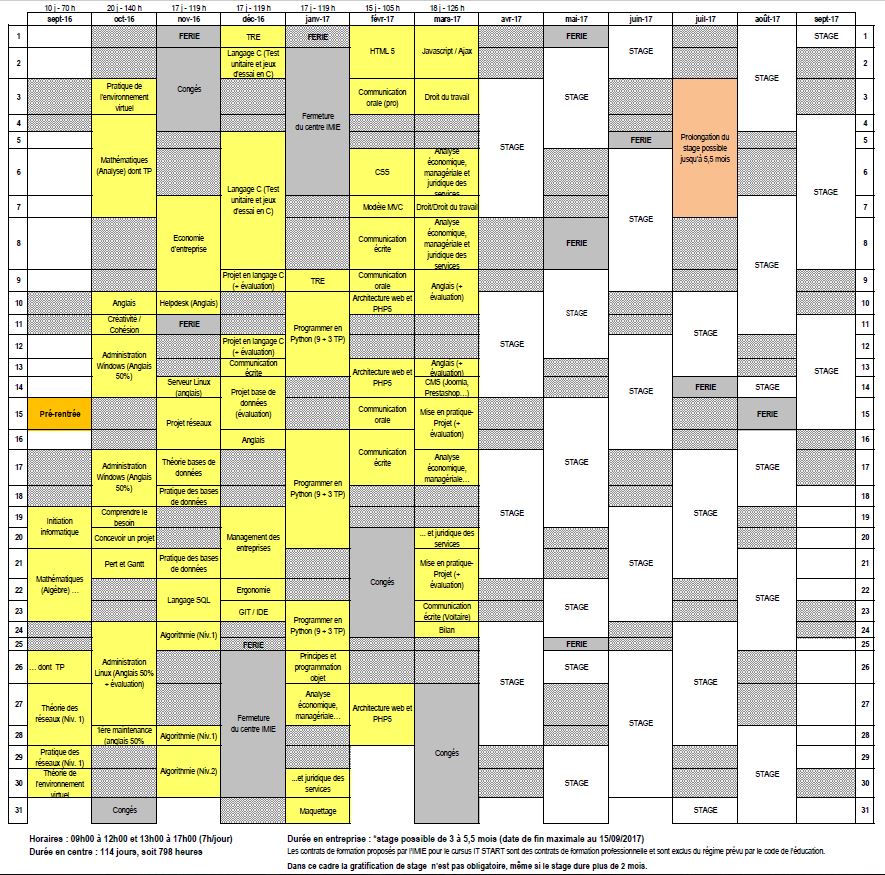 10 j - 70 h 20 j - 140 h 17 j - 119 h 17 j - 119 h 17 j - 119 h 15 j - 105 h 18 j - 126 h
sept-16 oct-16 nov-16 déc-16 janv-17 févr-17 mars-17 avr-17 mai-17 juin-17 juil-17 août-17 sept-17
1 FERIE TRE FERIE FERIE STAGE 1
HTML 5
Javascript / Ajax
STAGE
2
Langage C (Test
unitaire et jeux
d'essai en C)
2
Congés
STAGE
3
Pratique de
l'environnement
virtuel
Fermeture
du centre IMIE
Communication
orale (pro)
Droit du travail
STAGE
3
4 4
5
Mathématiques
(Analyse) dont TP
STAGE
FERIE
Prolongation du
stage possible
jusqu'à 5,5 mois
5
6
Langage C (Test
unitaire et jeux
d'essai en C)
CSS
Analyse
économique,
managériale et
juridique des
services
STAGE
6
7 Modèle MVC Droit/Droit du travail STAGE 7
8
Economie
d'entreprise
Communication
écrite
Analyse
économique,
managériale et
juridique des
services
FERIE
STAGE
8
9
Projet en langage C
(+ évaluation)
TRE
Communication
orale
Anglais (+
évaluation)
9
10 Anglais Helpdesk (Anglais)
Architecture web et
PHP5
STAGE
10
11
Créativité /
Cohésion
FERIE
Programmer en
Python (9 + 3 TP)
STAGE
11
12
Administration
Windows (Anglais
50%)
Projet en langage C
(+ évaluation)
STAGE
12
13
Communication
écrite
Architecture web et
PHP5
Anglais (+
évaluation)
STAGE
13
14
Serveur Linux
(anglais)
Projet base de
données
(évaluation)
CMS (Joomla,
Prestashop…)
STAGE
FERIE STAGE 14
15 Pré-rentrée
Projet réseaux
Communication
orale
Mise en pratique-
Projet (+
évaluation)
FERIE 15
16 Anglais 16
17
Administration
Windows (Anglais
50%)
Théorie bases de
données
Programmer en
Python (9 + 3 TP)
Communication
écrite
Analyse
économique,
managériale…
STAGE
STAGE
17
18
Pratique des bases
de données
STAGE
STAGE
18
19
Initiation
informatique
Comprendre le
besoin
STAGE
19
20 Concevoir un projet
Management des
entreprises
... et juridique des
services
20
21
Mathématiques
(Algèbre) …
Pert et Gantt
Pratique des bases
de données
Congés
Mise en pratique-
Projet (+
évaluation)
STAGE
21
22
Langage SQL
Ergonomie
STAGE
STAGE
22
23 GIT / IDE
Programmer en
Python (9 + 3 TP)
Communication
écrite (Voltaire)
23
24 Algorithmie (Niv.1) Bilan 24
25 FERIE FERIE 25
26 … dont TP
Administration
Linux (Anglais 50%
+ évaluation)
Principes et
programmation
objet
STAGE
STAGE
STAGE
26
27
Théorie des
réseaux (Niv. 1)
Fermeture
du centre IMIE
Analyse
économique,
managériale…
Architecture web et
PHP5
STAGE
27
28
1ère maintenance
(anglais 50%
Algorithmie (Niv.1)
28
29
Pratique des
réseaux (Niv. 1)
Congés
STAGE
29
30
Théorie de
l'environnement
virtuel
Algorithmie (Niv.2)
...et juridique des
services
STAGE
30
31 Congés Maquettage STAGE 31
Horaires : 09h00 à 12h00 et 13h00 à 17h00 (7h/jour)
Durée en centre : 114 jours, soit 798 heures
Durée en entreprise : *stage possible de 3 à 5,5 mois (date de fin maximale au 15/09/2017)
Les contrats de formation proposés par l'IMIE pour le cursus IT START sont des contrats de formation professionnelle et sont exclus du régime prévu par le code de l'éducation.
Dans ce cadre la gratification de stage n'est pas obligatoire, même si le stage dure plus de 2 mois.